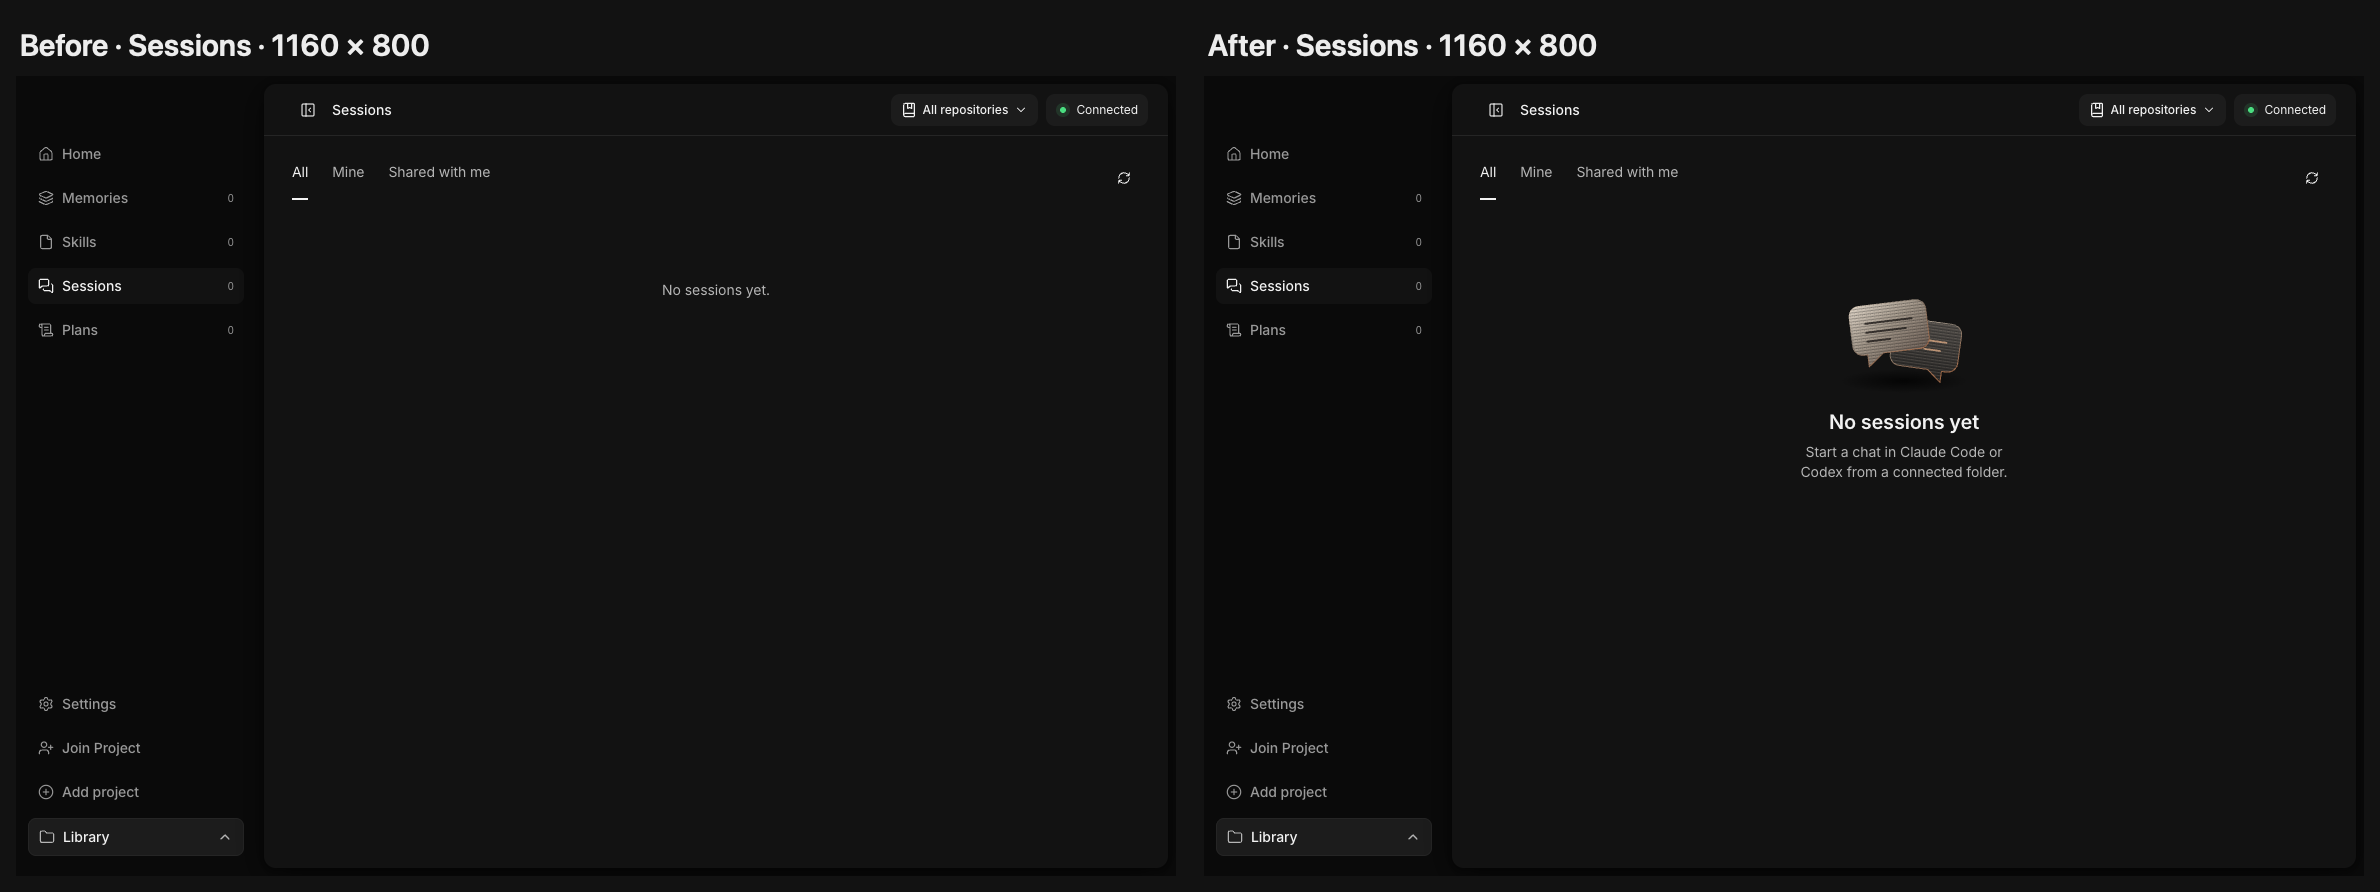 Before · Sessions · 1160 × 800
Sessions
All repositories
Connected
Home
Memories 0
Skills 0
Sessions 0
Plans 0
All Mine Shared with me
No sessions yet.
Settings
Join Project
Add project
Library
After · Sessions · 1160 × 800
Sessions
All repositories
Connected
Home
Memories 0
Skills 0
Sessions 0
Plans 0
All Mine Shared with me
No sessions yet
Start a chat in Claude Code or
Codex from a connected folder.
Settings
Join Project
Add project
Library